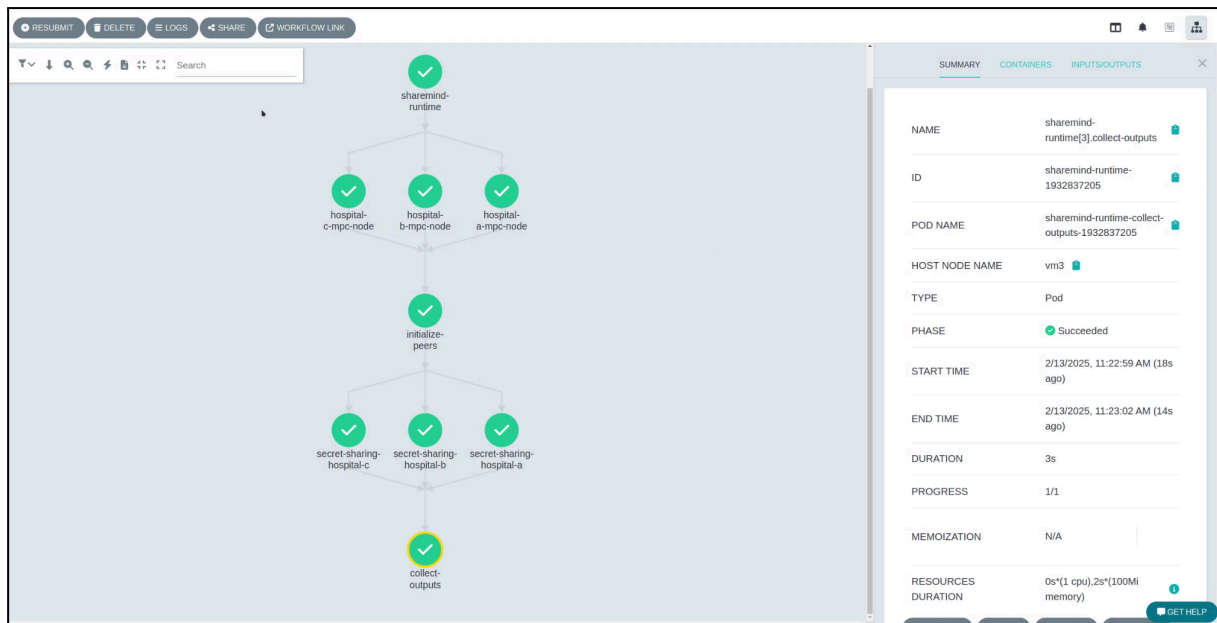 RESUBMIT DELETE LOGS SHARE WORKFLOW LINK
Search
sharemind-
runtime
hospital-
c-mpc-node
hospital-
b-mpc-node
hospital-
a-mpc-node
initialize-
peers
secret-sharing-
hospital-c
secret-sharing-
hospital-b
secret-sharing-
hospital-a
collect-
outputs
SUMMARY CONTAINERS INPUTS/OUTPUTS
NAME
sharemind-
runtime[3].collect-outputs
ID
sharemind-runtime-
1932837205
POD NAME
sharemind-runtime-collect-
outputs-1932837205
HOST NODE NAME
vm3
TYPE
Pod
PHASE
Succeeded
START TIME
2/13/2025, 11:22:59 AM (18s
ago)
END TIME
2/13/2025, 11:23:02 AM (14s
ago)
DURATION
3s
PROGRESS
1/1
MEMOIZATION
N/A
RESOURCES
DURATION
0s*(1 cpu),2s*(100Mi
memory)
GET HELP